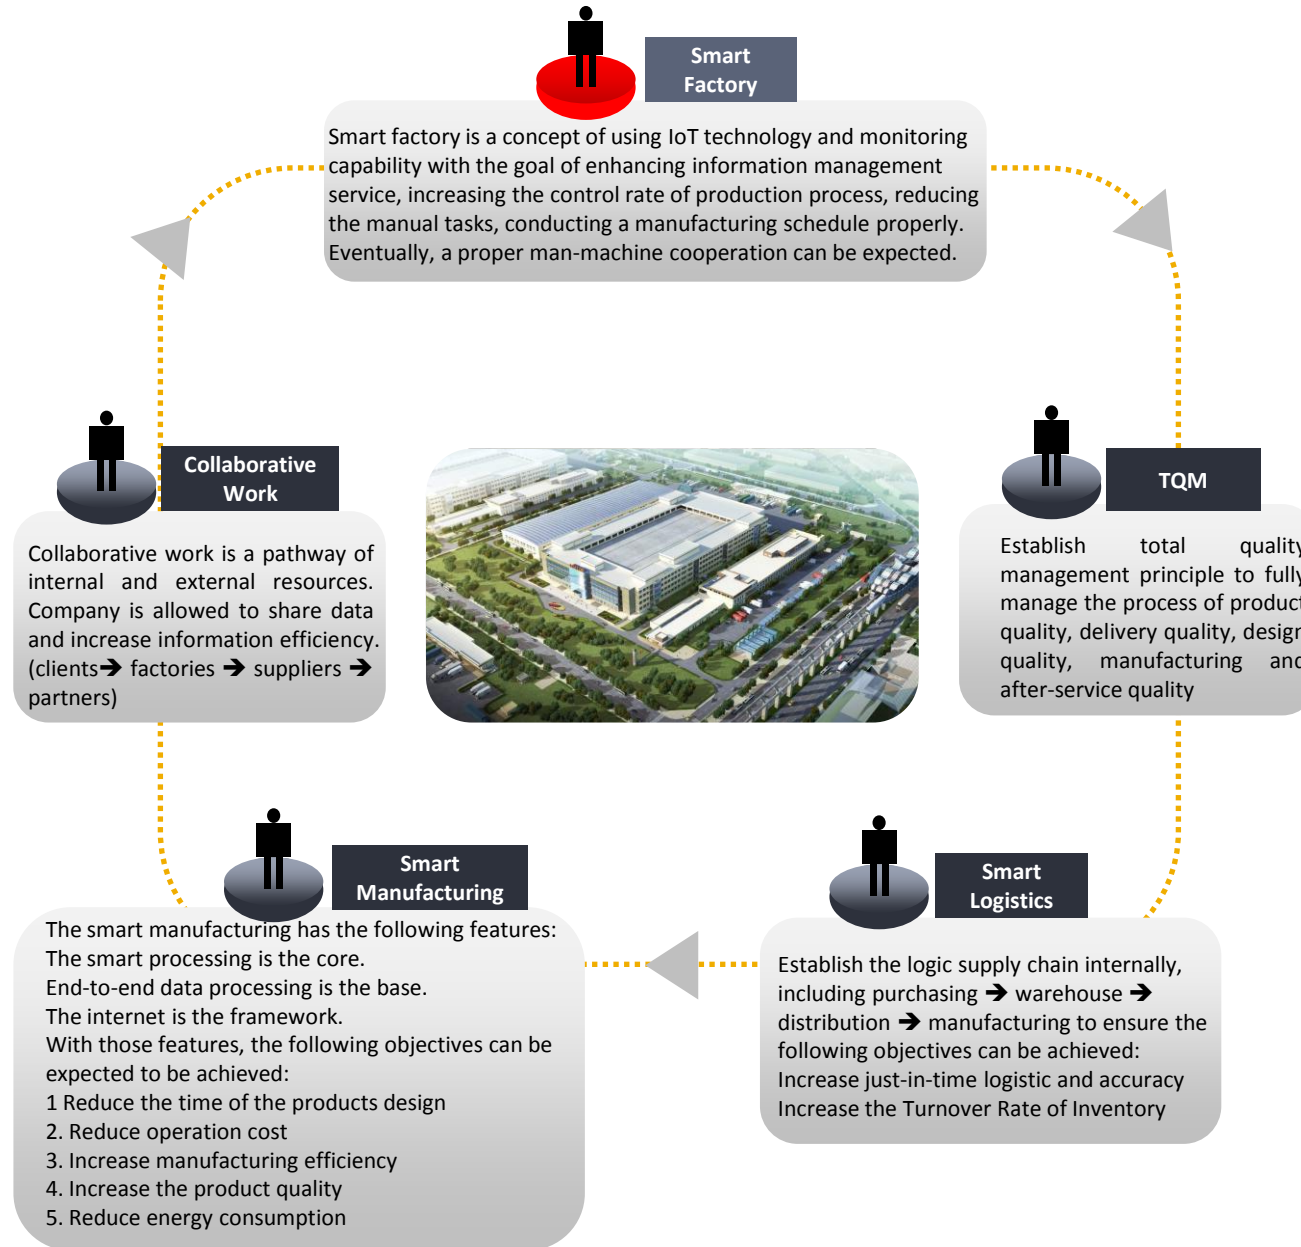 Smart
Factory
Smart factory is a concept of using IoT technology and monitoring
capability with the goal of enhancing information management
service, increasing the control rate of production process, reducing
the manual tasks, conducting a manufacturing schedule properly.
Eventually, a proper man-machine cooperation can be expected.
Collaborative
Work
Collaborative work is a pathway of
internal and external resources.
Company is allowed to share data
and increase information efficiency.
(clients➔ factories ➔ suppliers ➔
partners)
TQM
Establish total quality
management principle to fully
manage the process of product
quality, delivery quality, design
quality, manufacturing and
after-service quality
Smart
Manufacturing
The smart manufacturing has the following features:
The smart processing is the core.
End-to-end data processing is the base.
The internet is the framework.
With those features, the following objectives can be
expected to be achieved:
1 Reduce the time of the products design
2. Reduce operation cost
3. Increase manufacturing efficiency
4. Increase the product quality
5. Reduce energy consumption
Smart
Logistics
Establish the logic supply chain internally,
including purchasing ➔ warehouse ➔
distribution ➔ manufacturing to ensure the
following objectives can be achieved:
Increase just-in-time logistic and accuracy
Increase the Turnover Rate of Inventory